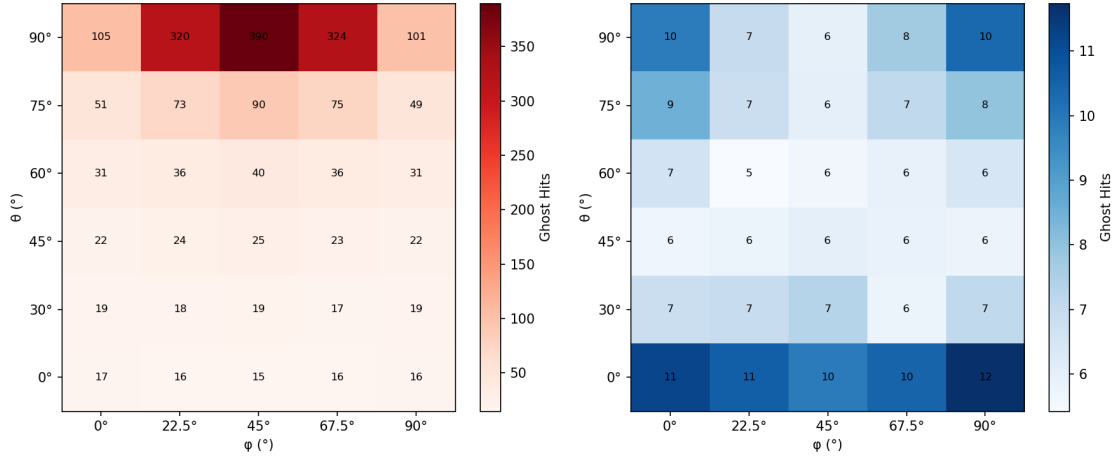 90° 105 320 390 324 101
75° 51 73 90 75 49
60° 31 36 40 36 31
45° 22 24 25 23 22
30° 19 18 19 17 19
0° 17 16 15 16 16
0° 22.5° 45° 67.5° 90°
φ (°)
θ (°)
350
300
250
200
150
100
50
Ghost Hits
90° 10 7 6 8 10
75° 9 7 6 7 8
60° 7 5 6 6 6
45° 6 6 6 6 6
30° 7 7 7 6 7
0° 11 11 10 10 12
0° 22.5° 45° 67.5° 90°
φ (°)
θ (°)
11
10
9
8
7
6
Ghost Hits